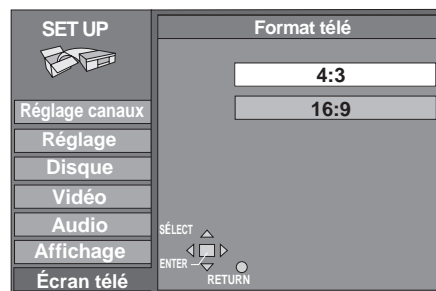 SET UP
Réglage canaux
Réglage
Disque
Vidéo
Audio
Affichage
Écran télé
Format télé
4:3
16:9
SÉLECT
ENTER
RETURN